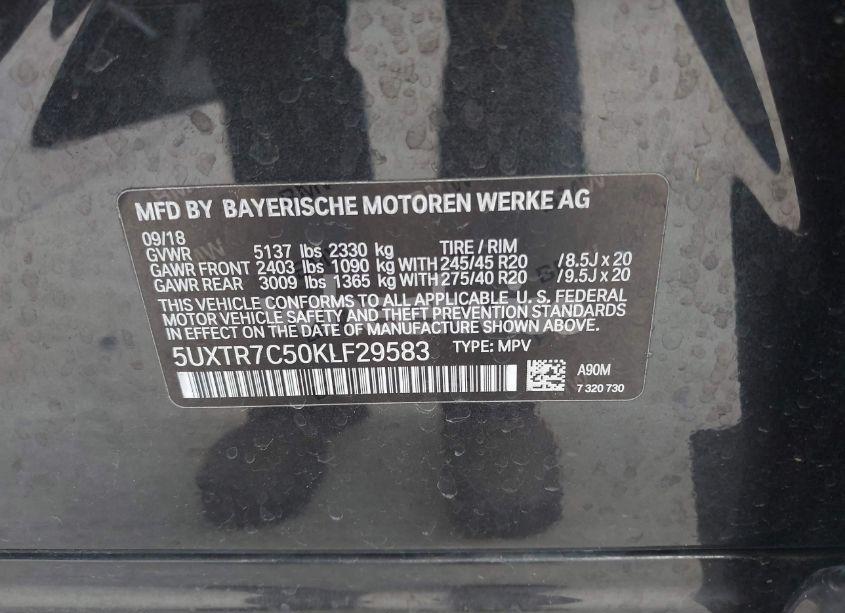 MFD BY BAYERISCHE MOTOREN WERKE AG
09/18
GVWR 5137 lbs 2330 kg TIRE / RIM
GAWR FRONT 2403 lbs 1090 kg WITH 245/45 R20 /8.5J x 20
GAWR REAR 3009 lbs 1365 kg WITH 275/40 R20 /9.5J x 20
THIS VEHICLE CONFORMS TO ALL APPLICABLE U. S. FEDERAL
MOTOR VEHICLE SAFETY AND THEFT PREVENTION STANDARDS
IN EFFECT ON THE DATE OF MANUFACTURE SHOWN ABOVE.
5UXTR7C50KLF29583 TYPE: MPV
A90M
7 320 730